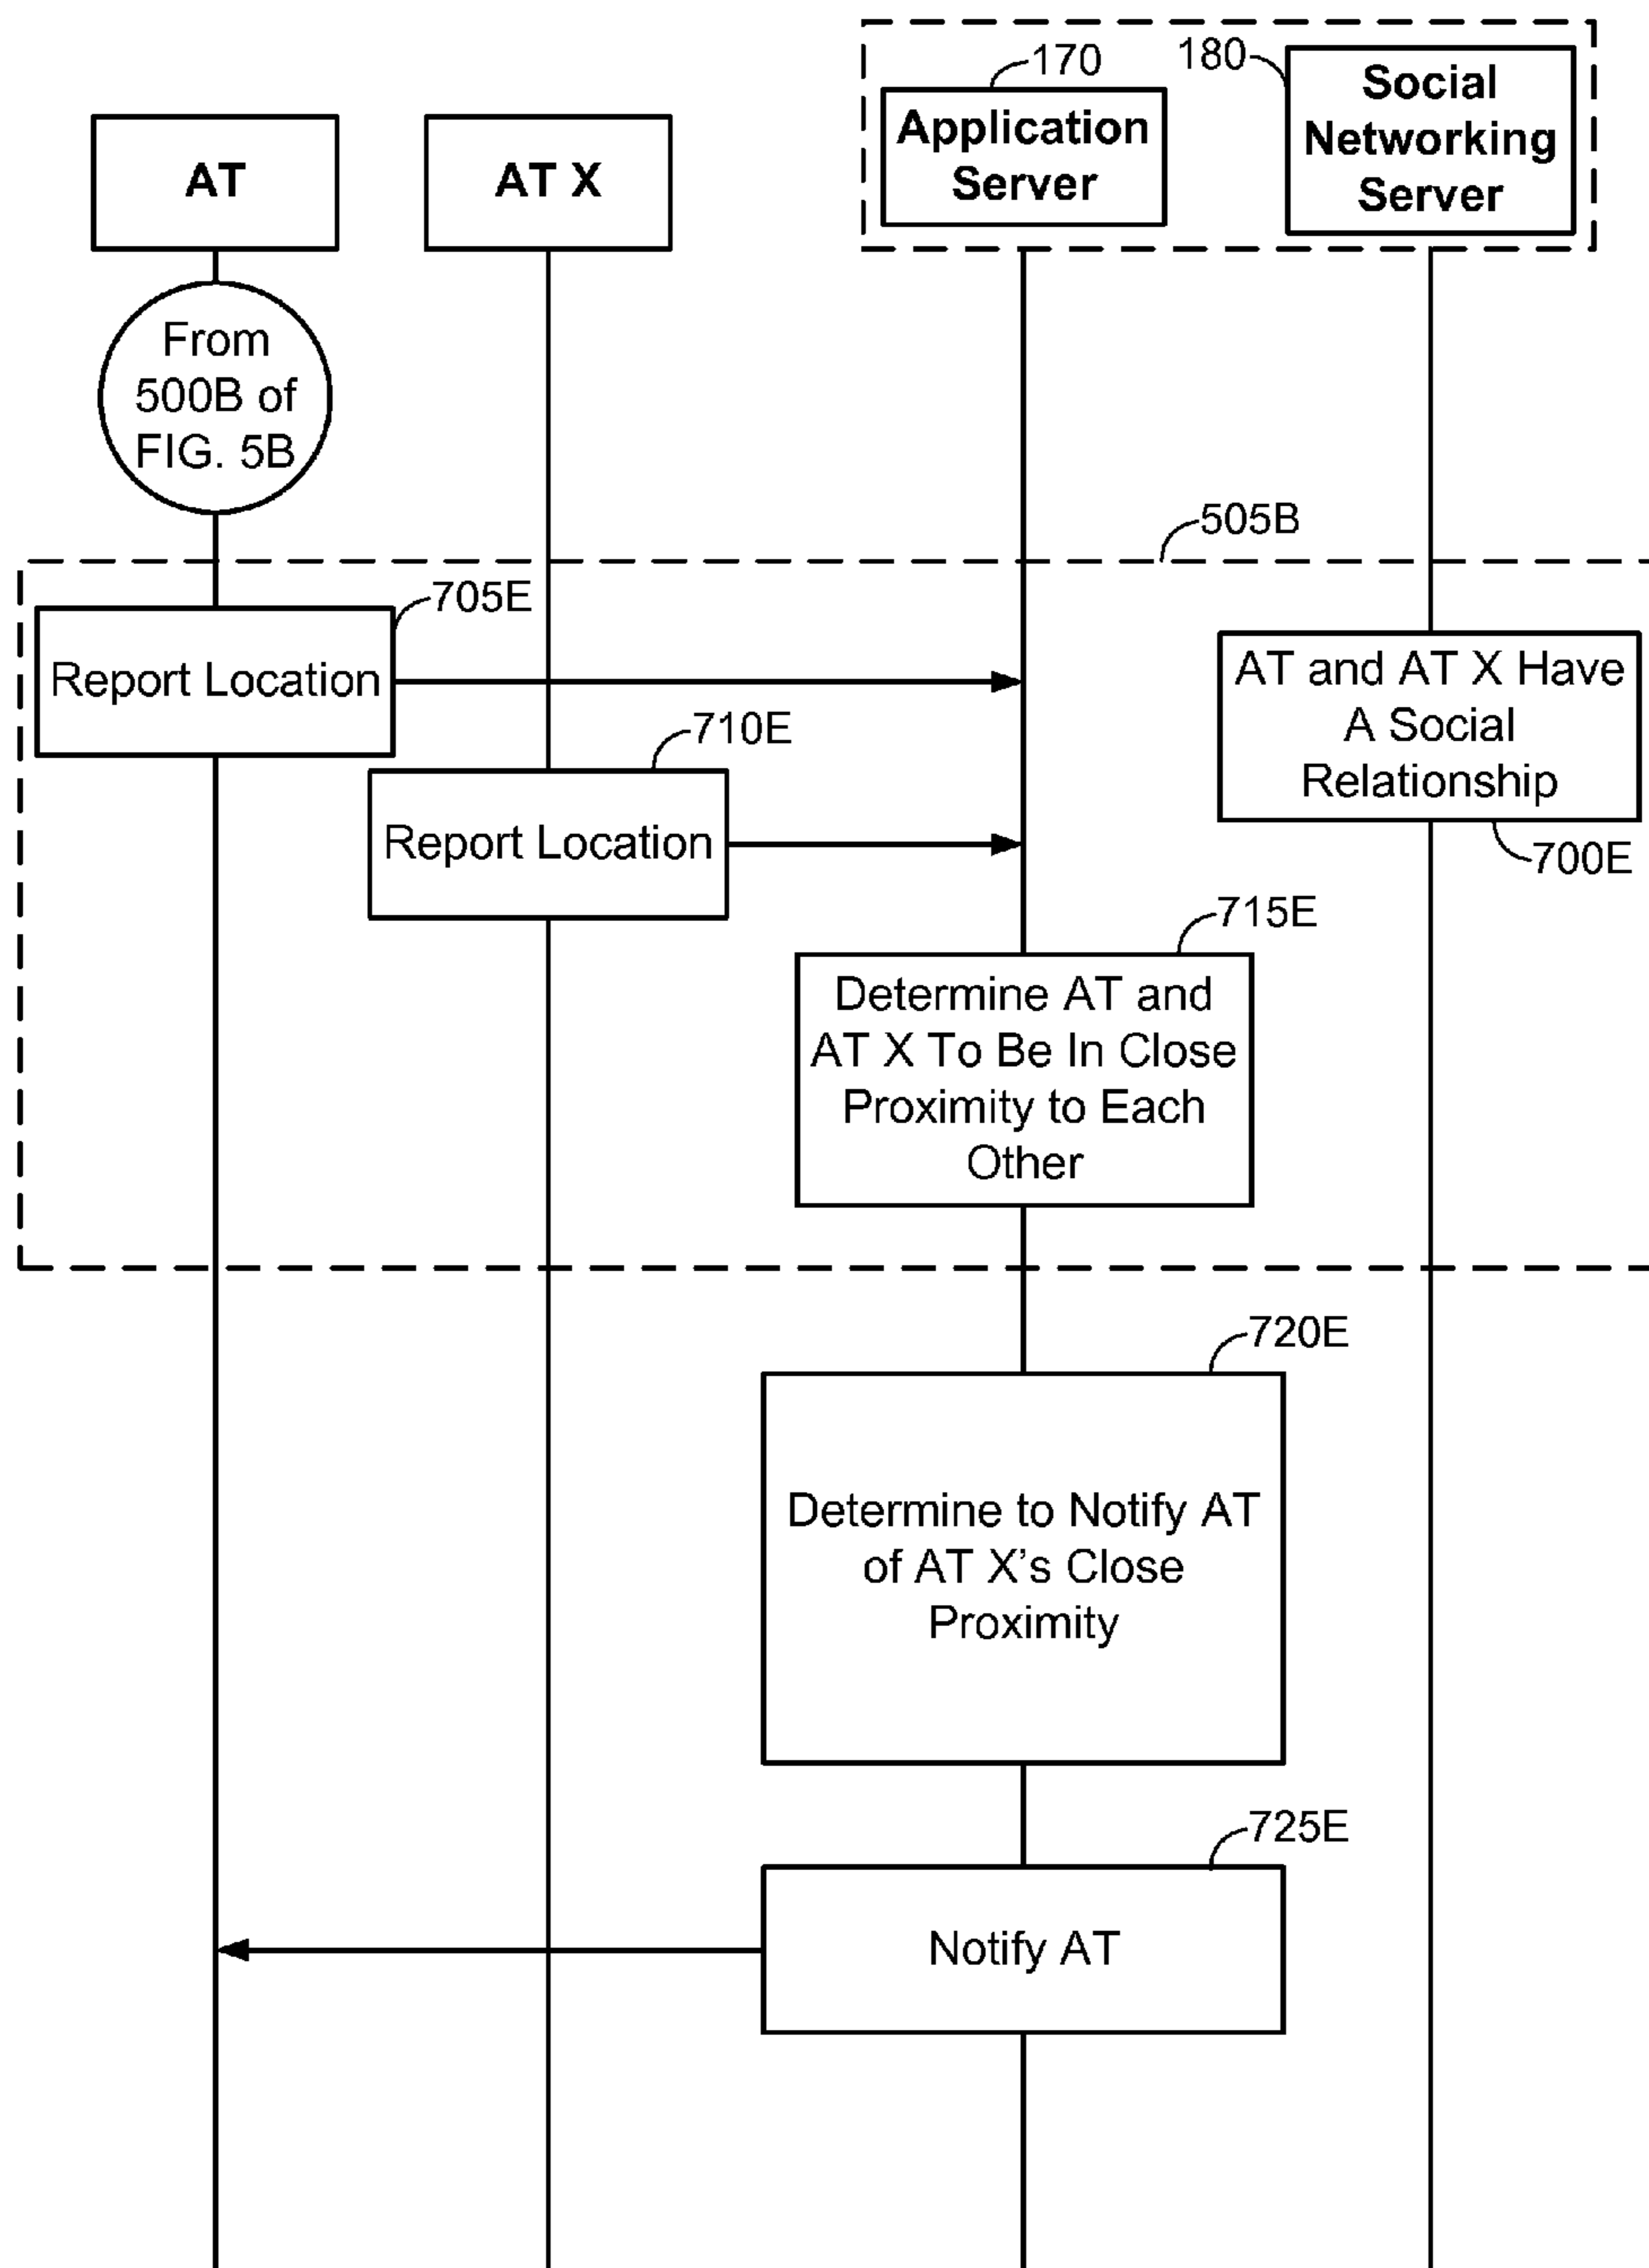 170
180
Application
Server
Social
Networking
Server
AT
AT X
From
500B of
FIG. 5B
505B
705E
Report Location
AT and AT X Have
A Social
Relationship
700E
710E
Report Location
715E
Determine AT and
AT X To Be In Close
Proximity to Each
Other
720E
Determine to Notify AT
of AT X's Close
Proximity
725E
Notify AT